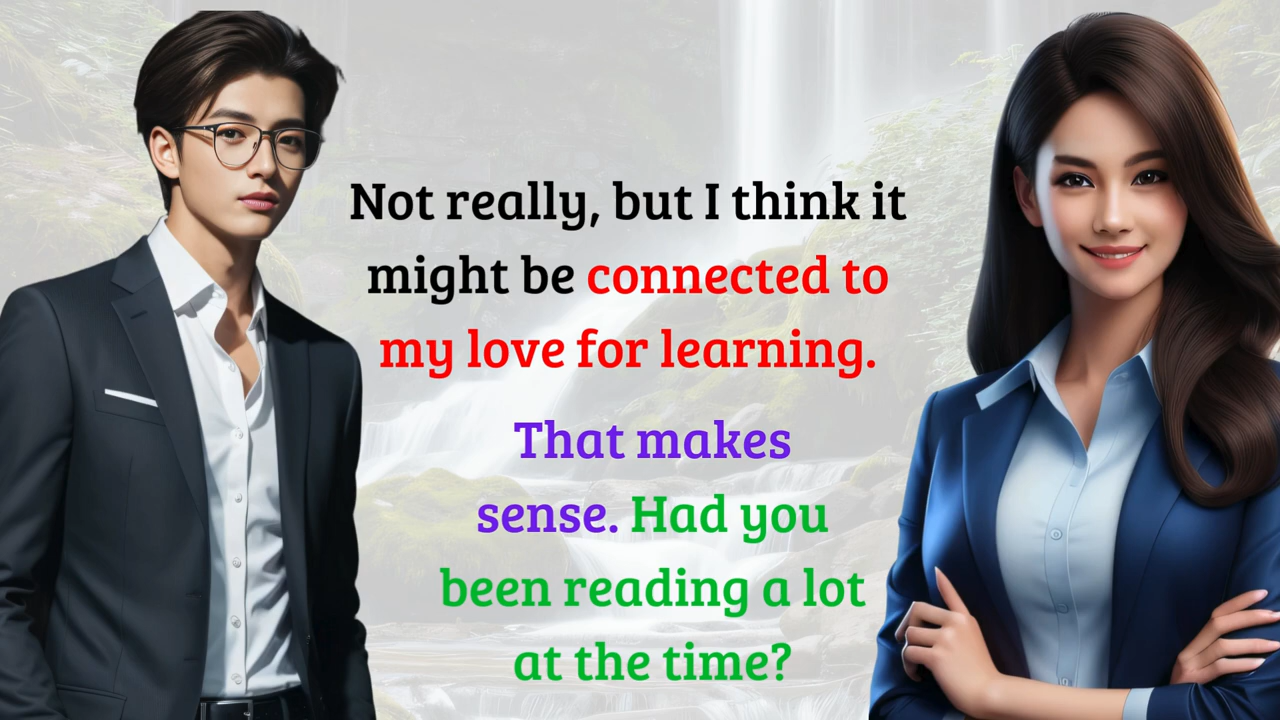 Not really, but I think it
might be connected to
my love for learning.
That makes
sense. Had you
been reading a lot
at the time?